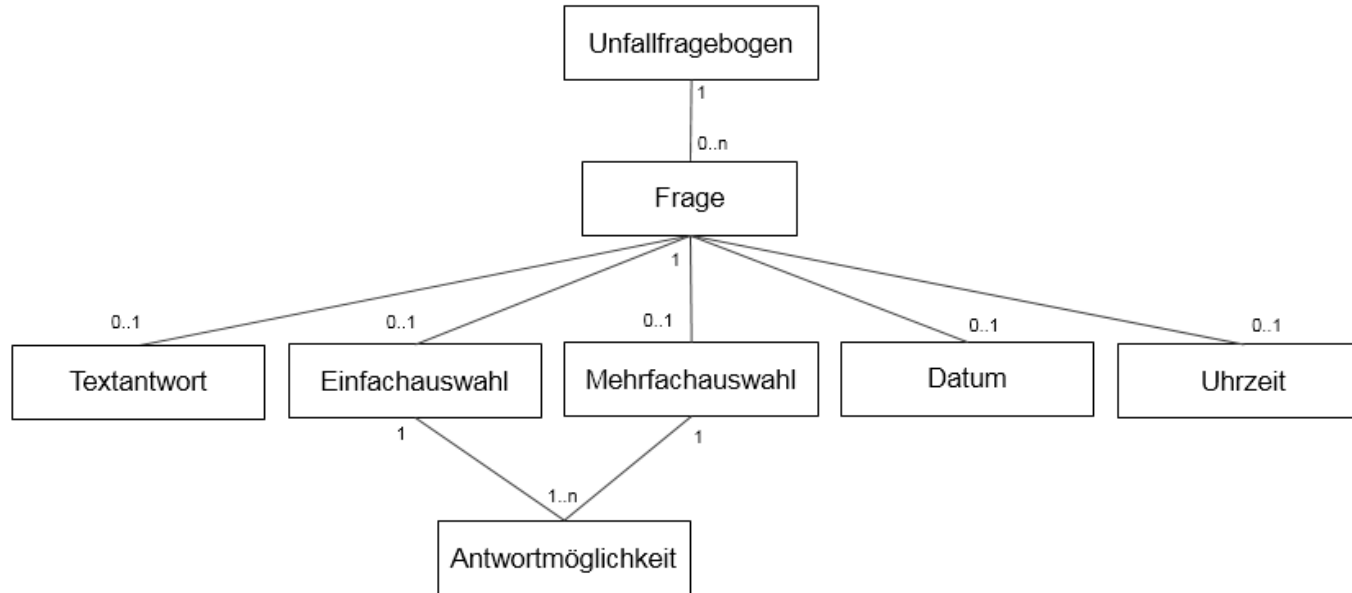 Unfallfragebogen
1
0..n
Frage
1
0..1
0..1
0..1
0..1
0..1
Textantwort
Einfachauswahl
Mehrfachauswahl
Datum
Uhrzeit
1
1
1..n
Antwortmöglichkeit